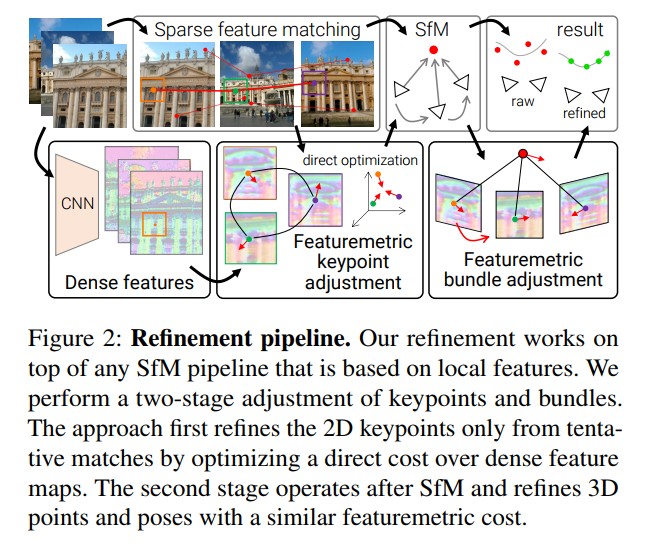 Sparse feature matching
SfM
result
raw
refined
CNN
Dense features
direct optimization
Featuremetric
keypoint
adjustment
Featuremetric
bundle adjustment
Figure 2: Refinement pipeline. Our refinement works on
top of any SfM pipeline that is based on local features. We
perform a two-stage adjustment of keypoints and bundles.
The approach first refines the 2D keypoints only from tenta-
tive matches by optimizing a direct cost over dense feature
maps. The second stage operates after SfM and refines 3D
points and poses with a similar featuremetric cost.